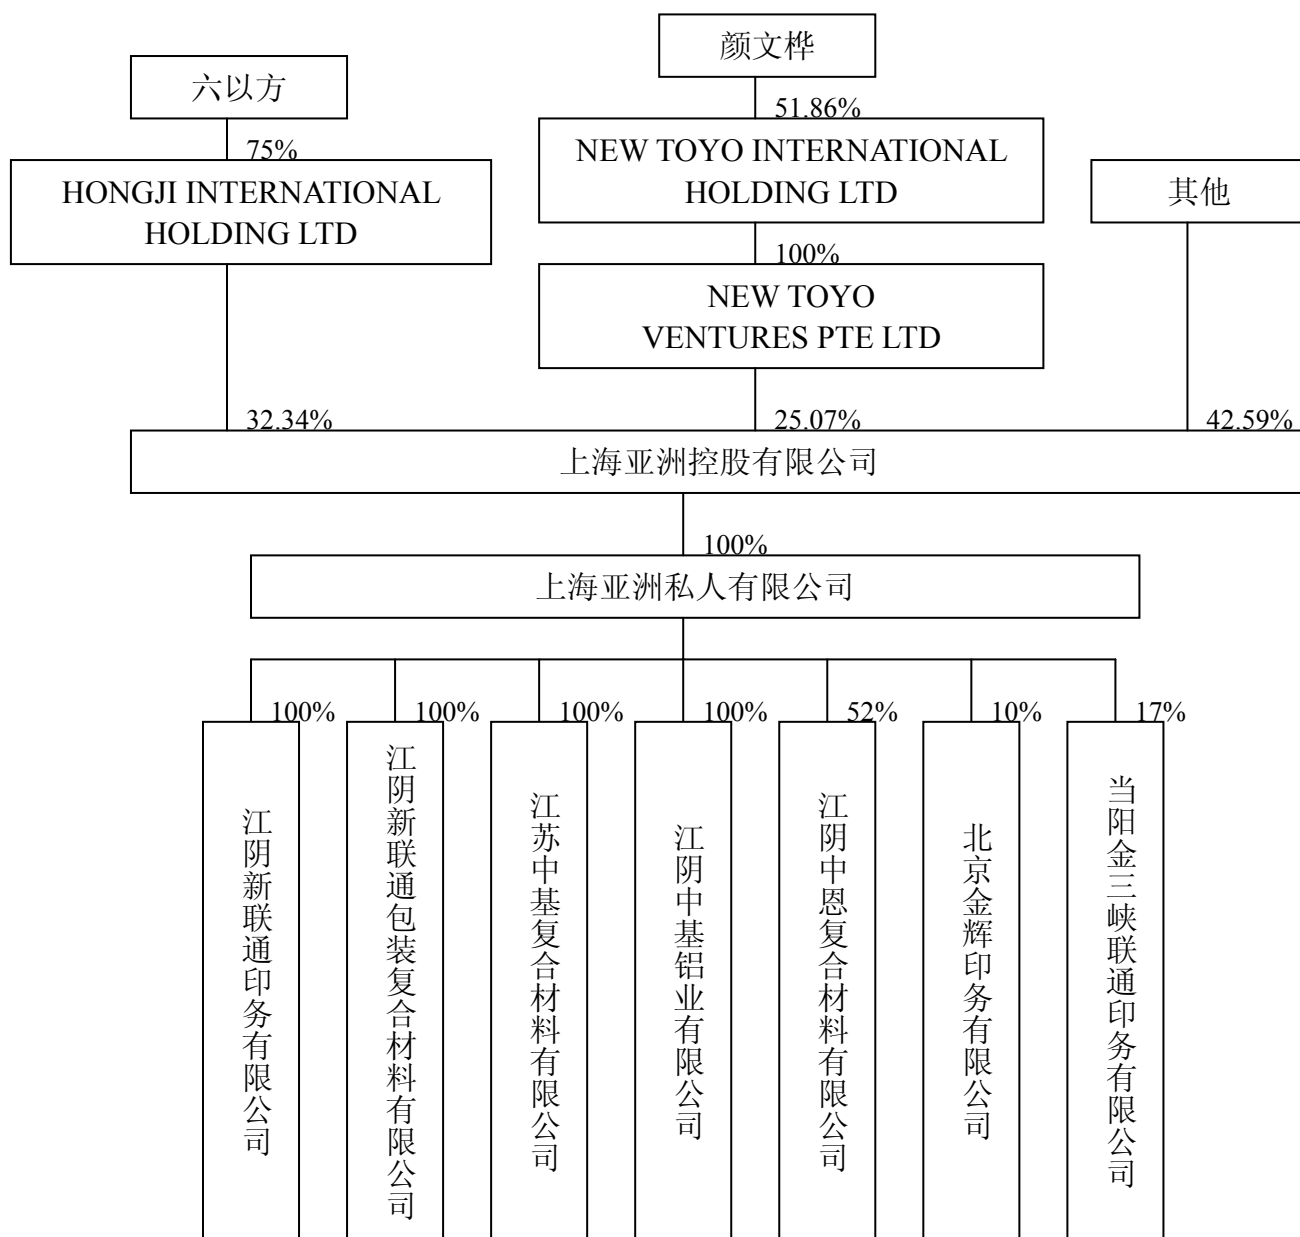 颜文桦
六以方
51.86%
75%
NEW TOYO INTERNATIONAL
HOLDING LTD
HONGJI INTERNATIONAL
HOLDING LTD
其他
100%
NEW TOYO
VENTURES PTE LTD
32.34%
25.07%
42.59%
上海亚洲控股有限公司
100%
上海亚洲私人有限公司
100%
100%
100%
100%
52%
10%
17%
江阴新联通印务有限公司
江阴新联通包装复合材料有限公司
江苏中基复合材料有限公司
江阴中基铝业有限公司
江阴中恩复合材料有限公司
北京金辉印务有限公司
当阳金三峡联通印务有限公司